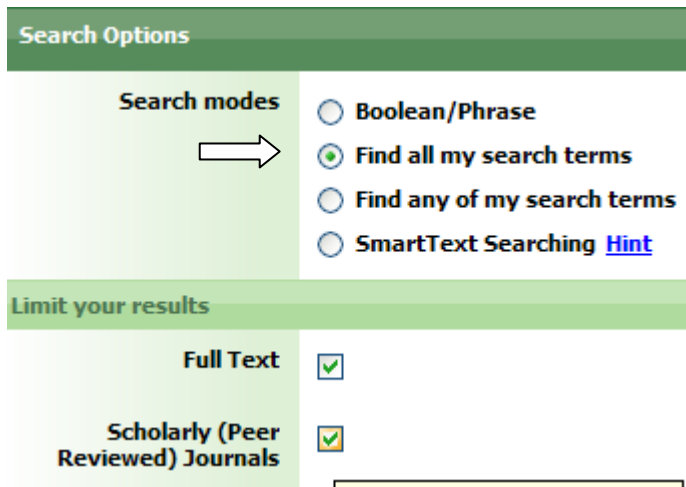 Search Options
Search modes
Boolean/Phrase
Find all my search terms
Find any of my search terms
SmartText Searching Hint
Limit your results
Full Text
Scholarly (Peer
Reviewed) Journals